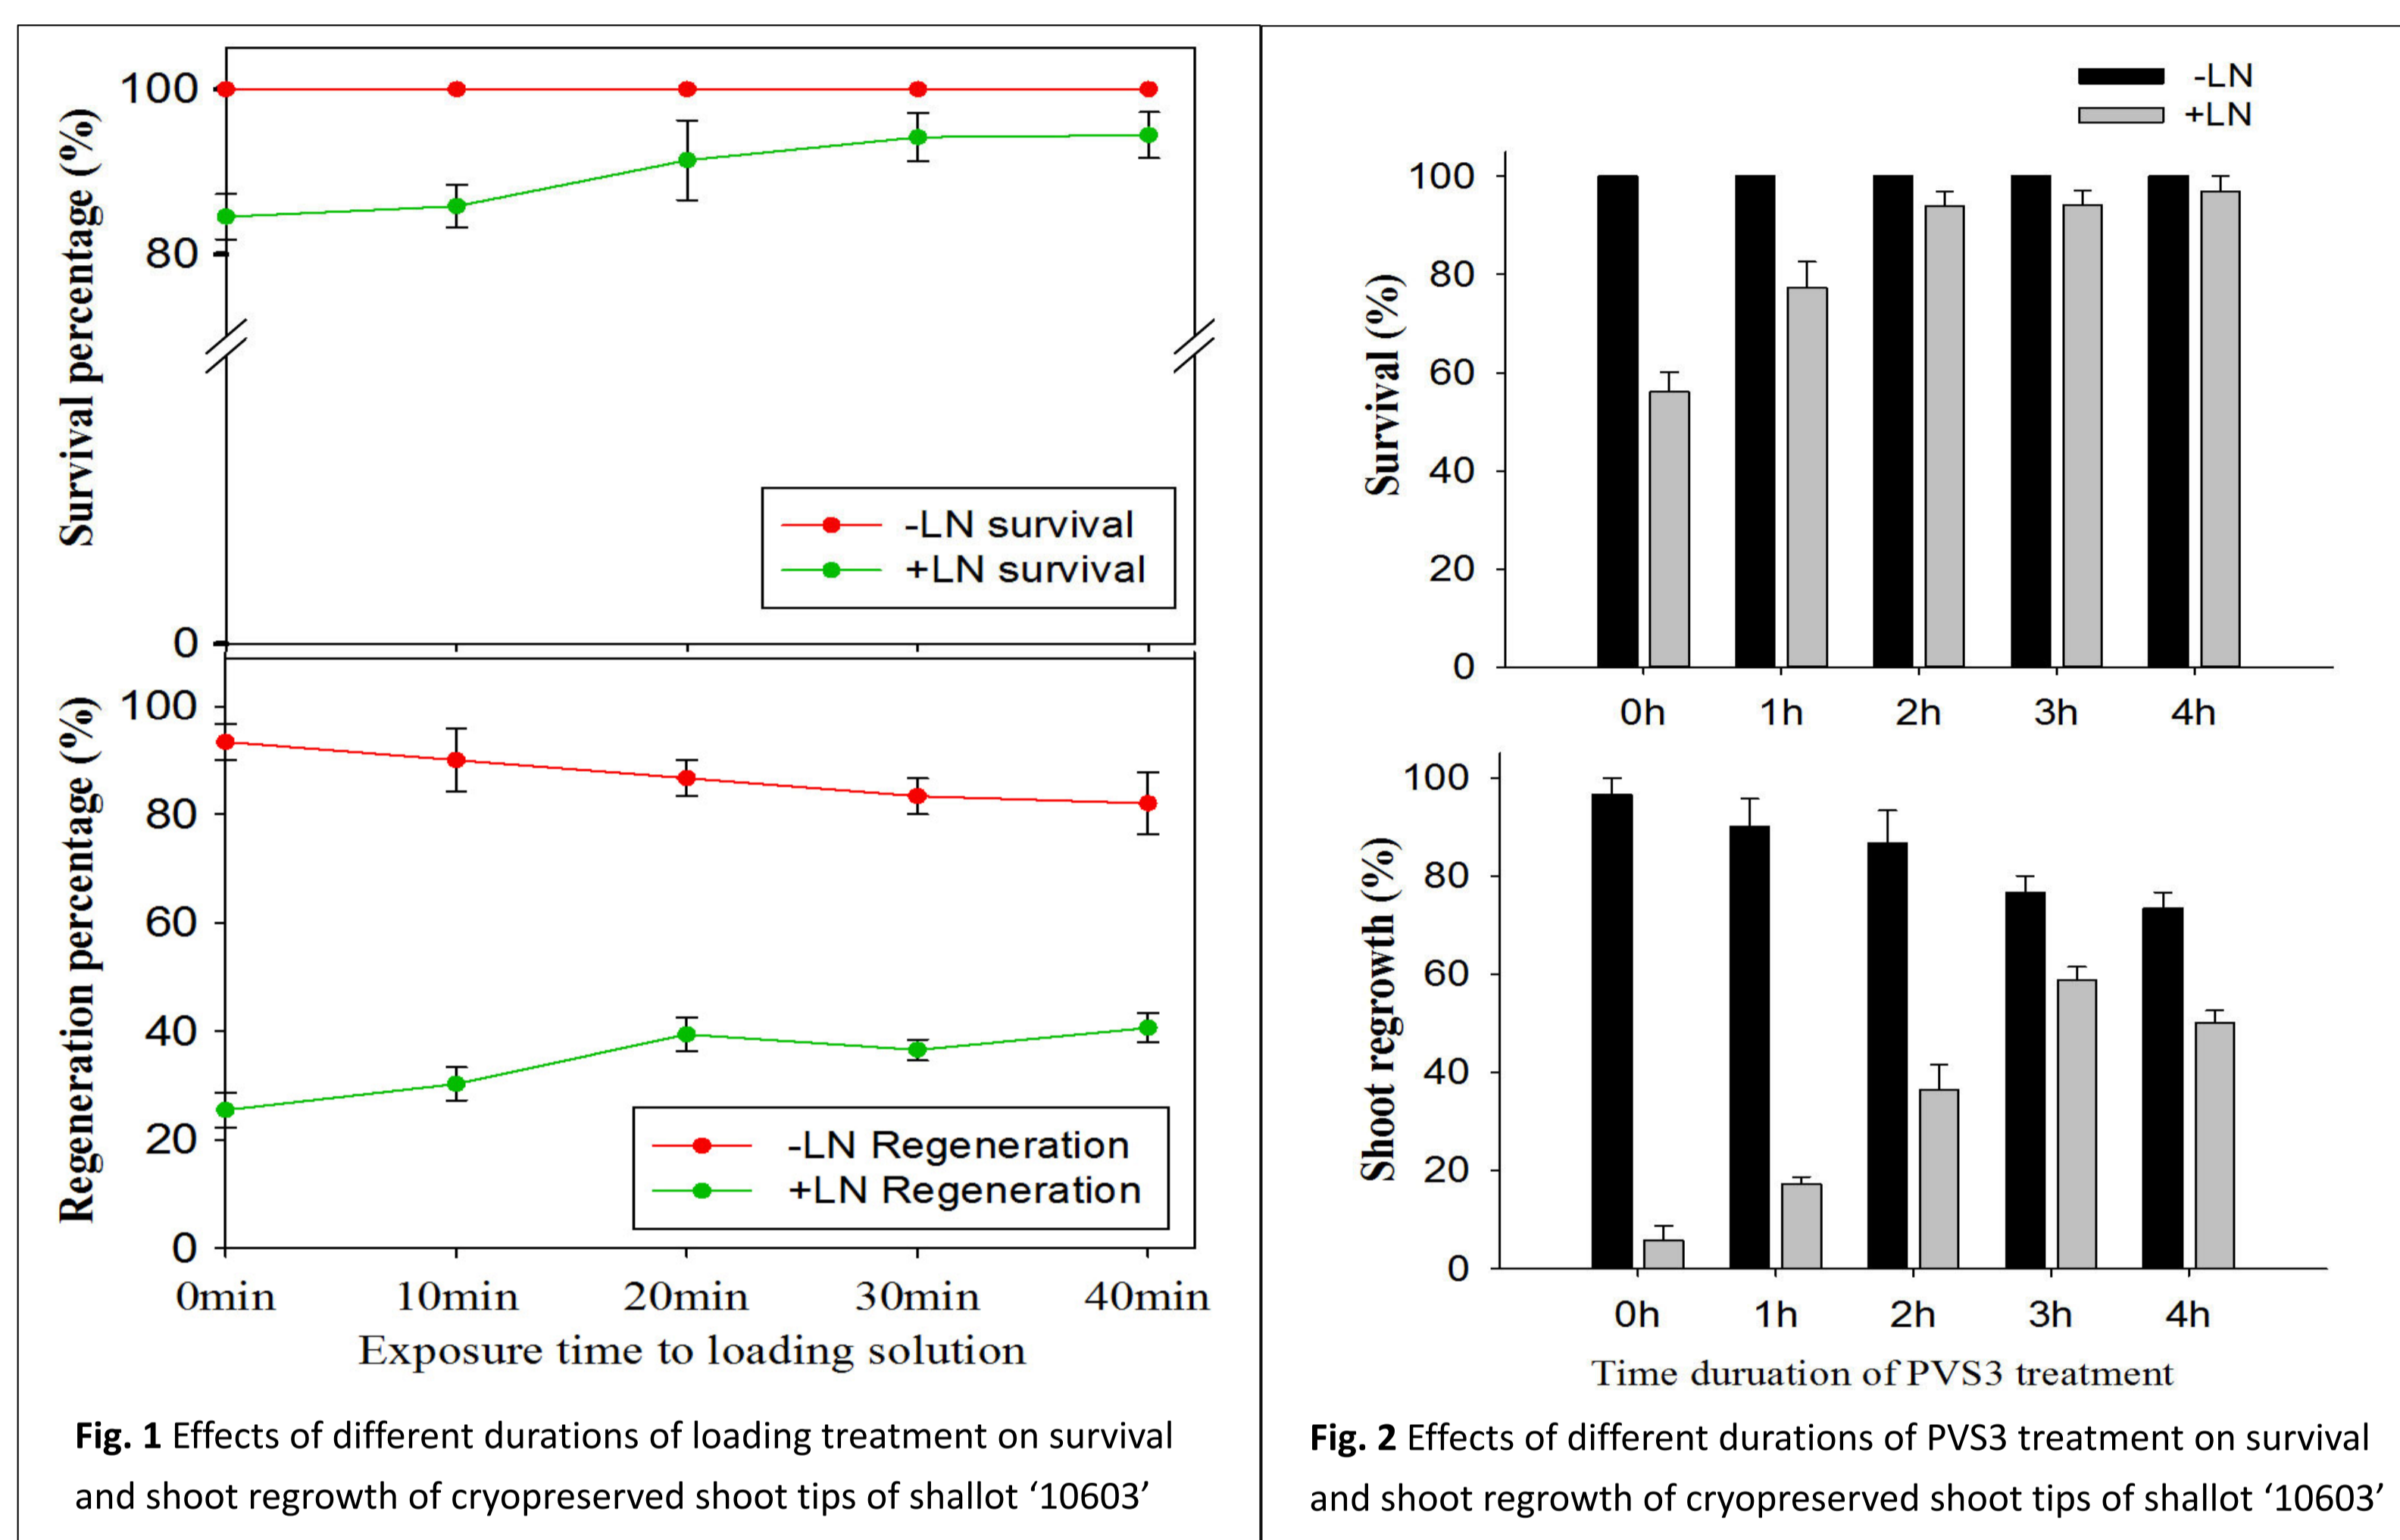 Survival percentage (%)
100
80
0
-LN survival
+LN survival
Regeneration percentage (%)
100
80
60
40
20
0
-LN Regeneration
+LN Regeneration
0min 10min 20min 30min 40min
Exposure time to loading solution
Fig. 1 Effects of different durations of loading treatment on survival
and shoot regrowth of cryopreserved shoot tips of shallot ‘10603’
-LN
+LN
Survival (%)
100
80
60
40
20
0
0h 1h 2h 3h 4h
Shoot regrowth (%)
100
80
60
40
20
0
0h 1h 2h 3h 4h
Time duruation of PVS3 treatment
Fig. 2 Effects of different durations of PVS3 treatment on survival
and shoot regrowth of cryopreserved shoot tips of shallot ‘10603’